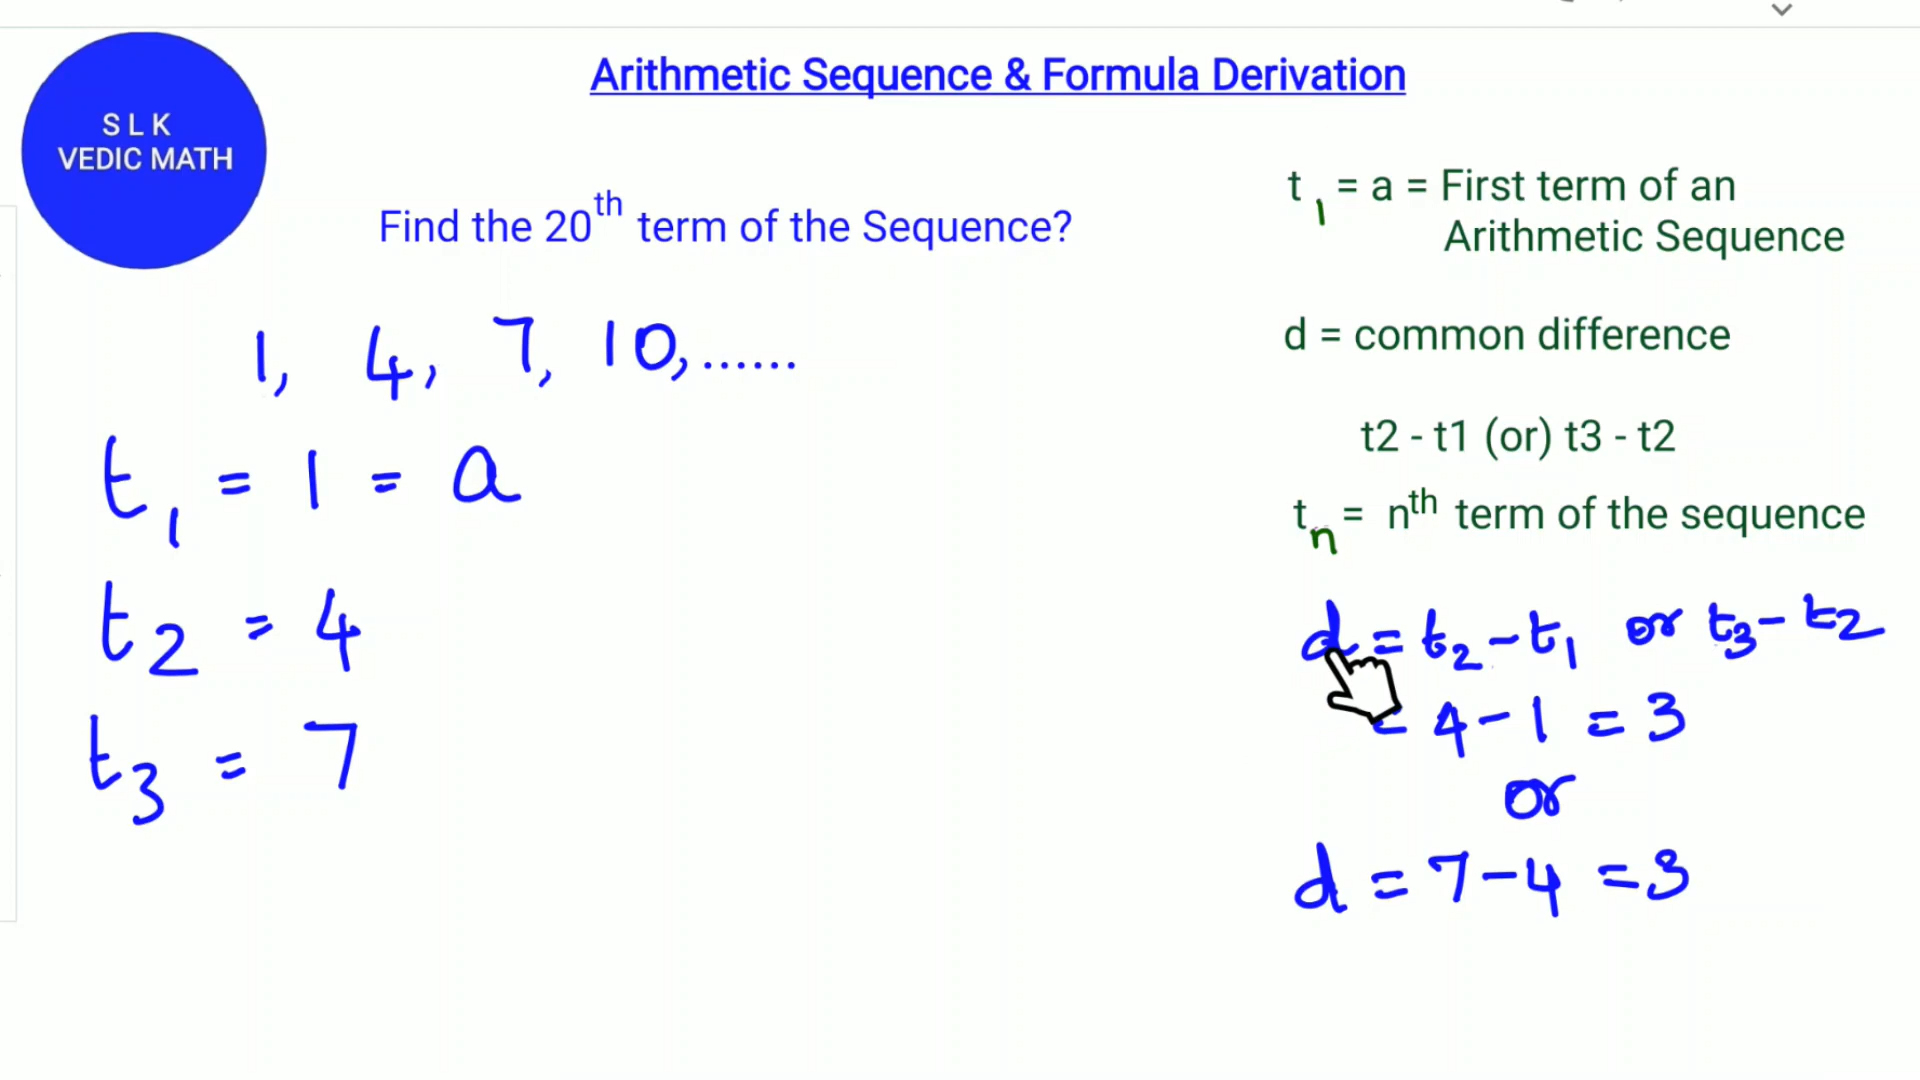 Arithmetic Sequence & Formula Derivation
S L K
VEDIC MATH
Find the 20th term of the Sequence?
1, 4, 7, 10,......
t1 = 1 = a
t2 = 4
t3 = 7
t1 = a = First term of an
Arithmetic Sequence
d = common difference
t2 - t1 (or) t3 - t2
tn = nth term of the sequence
d = t2 - t1 or t3 - t2
= 4 - 1 = 3
or
d = 7 - 4 = 3